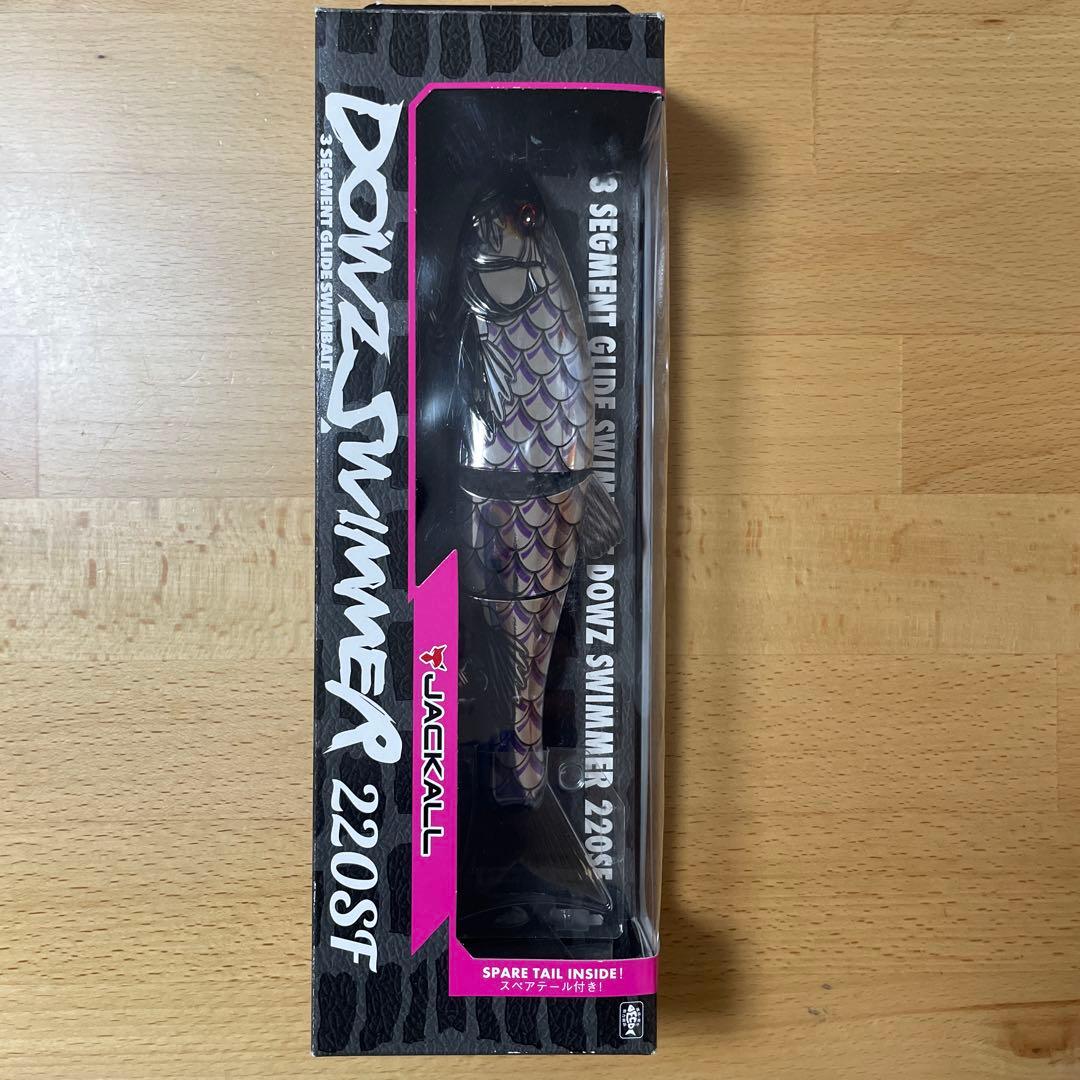 DOWZ SWIMMER 220SF
3 SEGMENT GLIDE SWIMBAIT
3 SEGMENT GLIDE SWIM
DOWZ SWIMMER 220SF
JACKALL
SPARE TAIL INSIDE!
スペアテール付き!